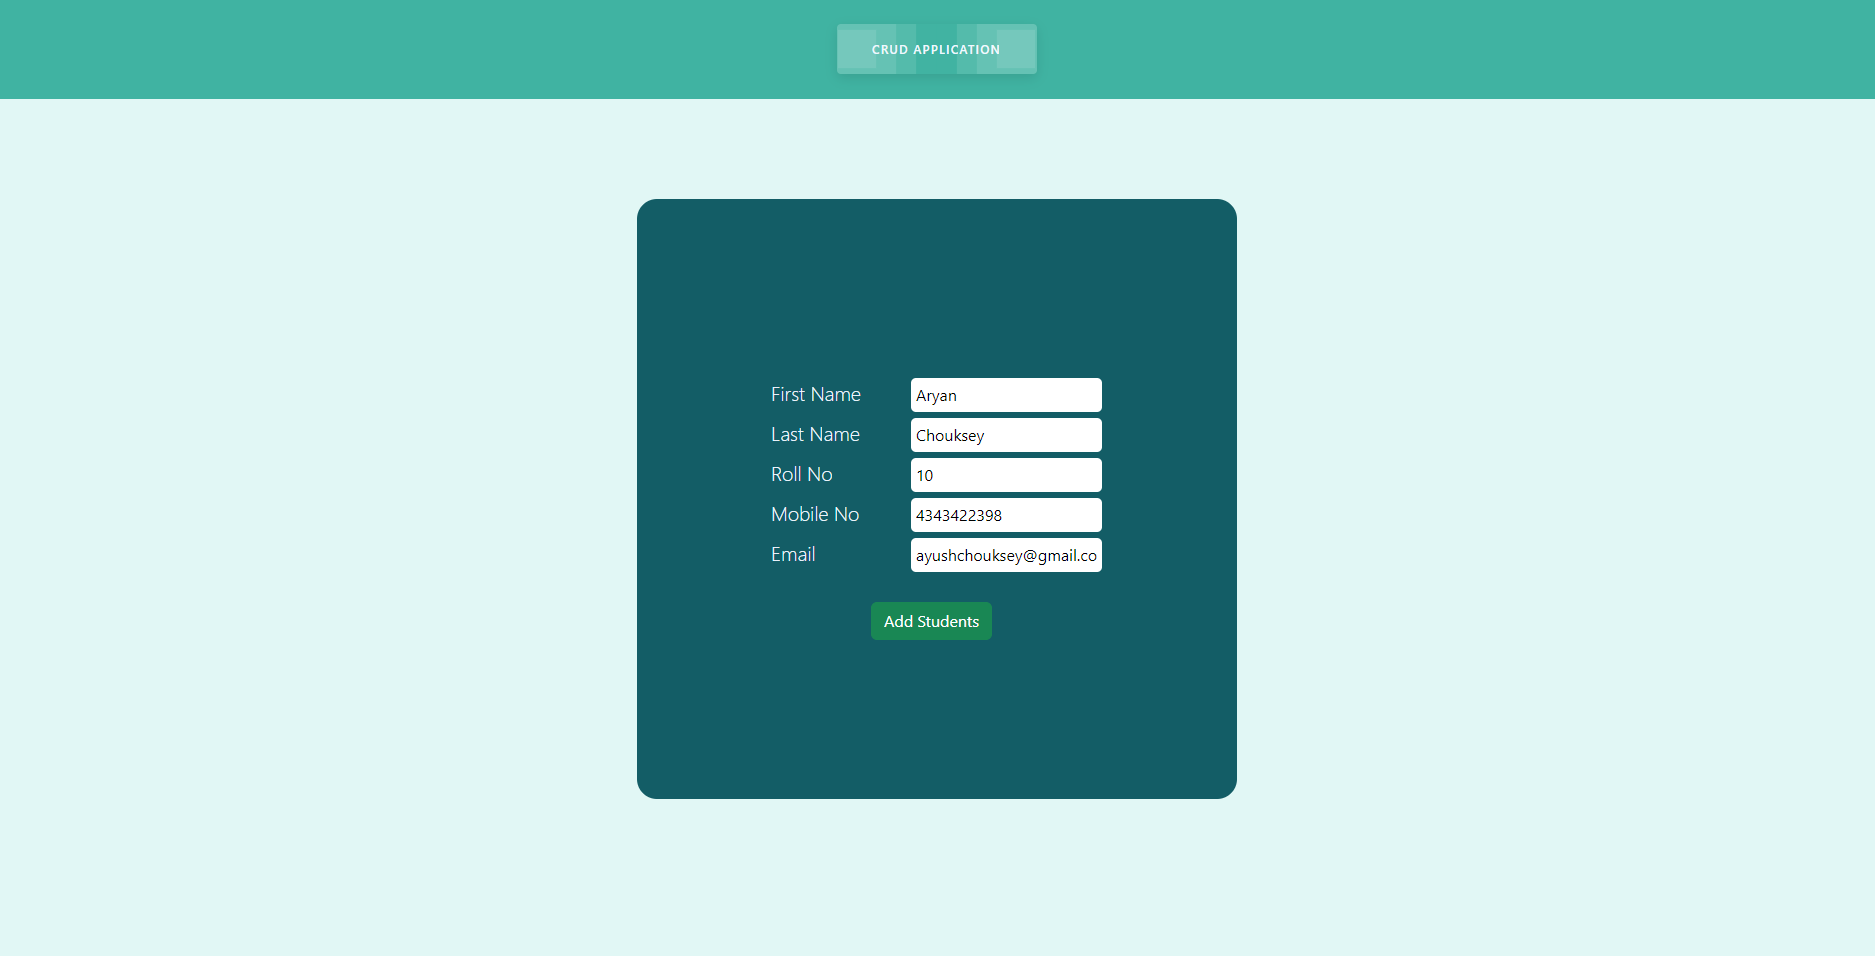 CRUD APPLICATION
First Name Aryan
Last Name Chouksey
Roll No 10
Mobile No 4343422398
Email ayushchouksey@gmail.co
Add Students